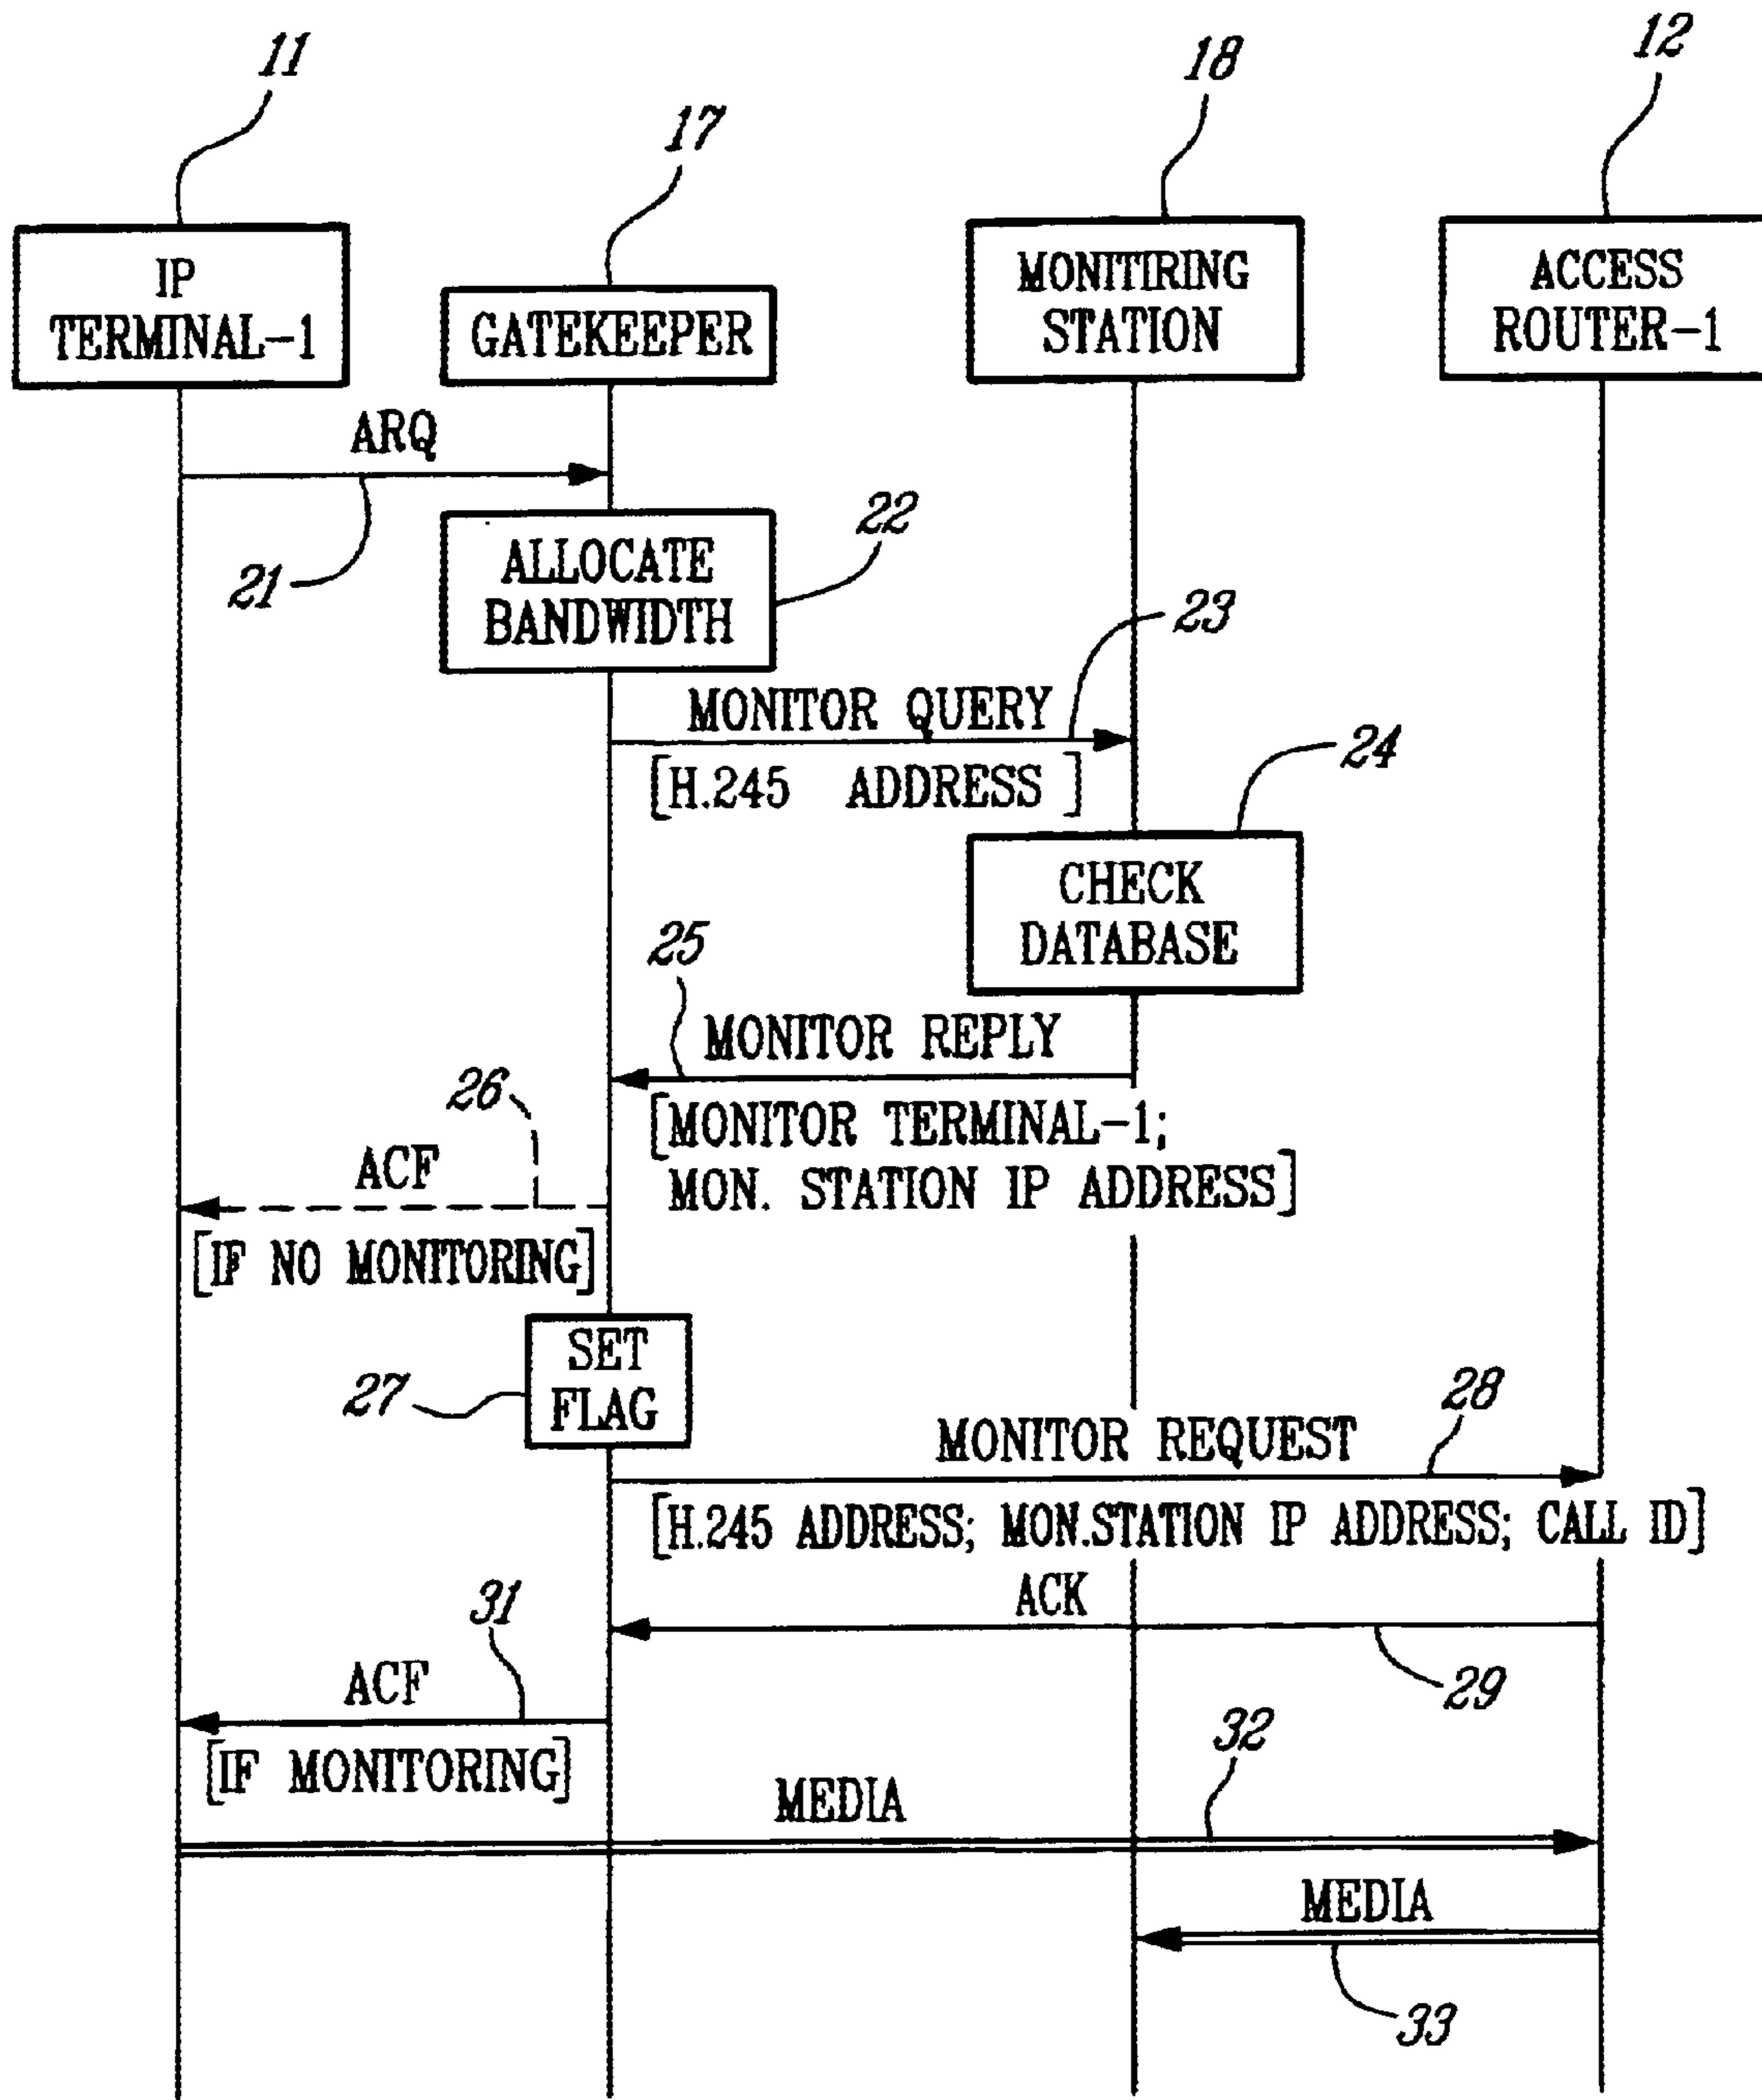 11
17
18
12
IP
TERMINAL-1
GATEKEEPER
MONITIRING
STATION
ACCESS
ROUTER-1
ARQ
21
ALLOCATE
BANDWIDTH
22
23
MONITOR QUERY
[H.245 ADDRESS ]
24
CHECK
DATABASE
25
MONITOR REPLY
[MONITOR TERMINAL-1;
MON. STATION IP ADDRESS]
26
ACF
[IF NO MONITORING]
SET
FLAG
27
28
MONITOR REQUEST
[H.245 ADDRESS; MON.STATION IP ADDRESS; CALL ID]
ACK
29
31
ACF
[IF MONITORING]
32
MEDIA
MEDIA
33